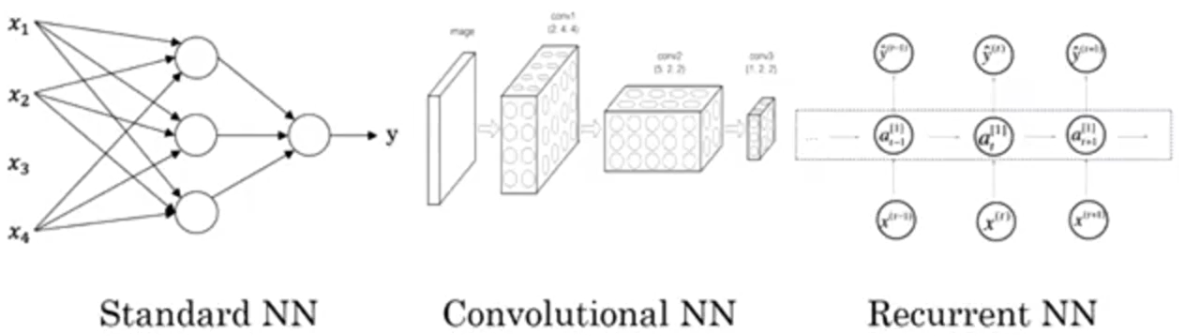 x₁
x₂
x₃
x₄
y
image
conv1
(2, 4, 4)
conv2
(5, 2, 2)
conv3
(1, 2, 2)
ŷ⁽ᵗ⁻¹⁾
ŷ⁽ᵗ⁾
ŷ⁽ᵗ⁺¹⁾
...
a[1]t−1
a[1]t
a[1]t+1
x⁽ᵗ⁻¹⁾
x⁽ᵗ⁾
x⁽ᵗ⁺¹⁾
Standard NN
Convolutional NN
Recurrent NN